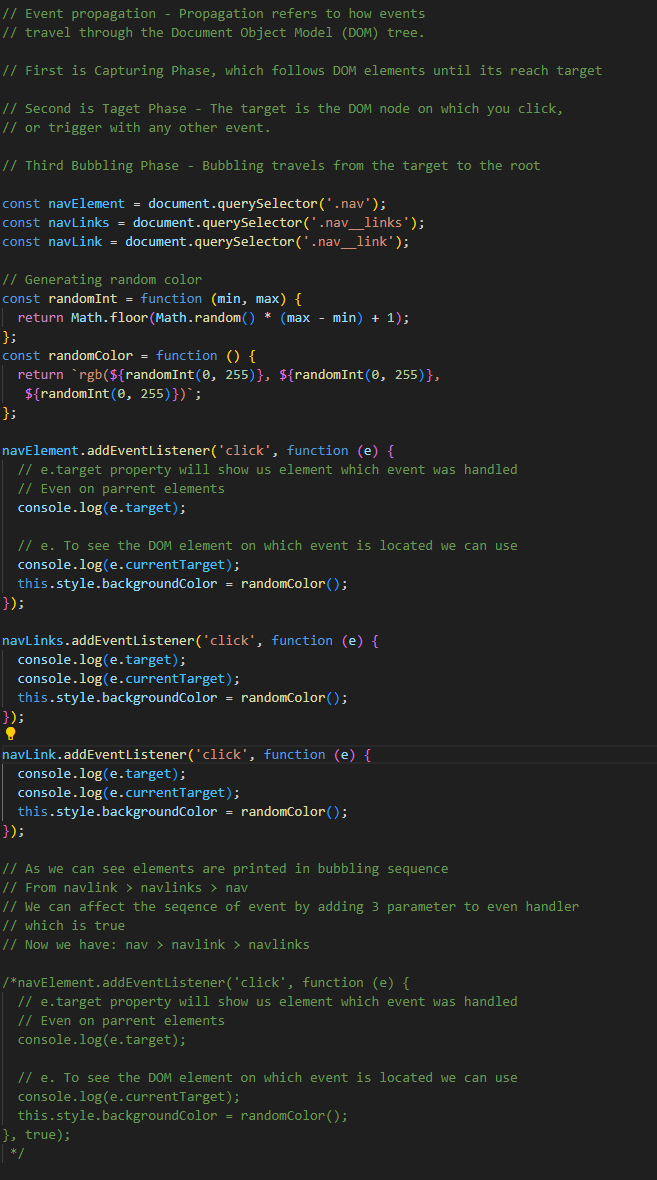 // Event propagation - Propagation refers to how events
// travel through the Document Object Model (DOM) tree.
// First is Capturing Phase, which follows DOM elements until its reach target
// Second is Taget Phase - The target is the DOM node on which you click,
// or trigger with any other event.
// Third Bubbling Phase - Bubbling travels from the target to the root
const navElement = document.querySelector('.nav');
const navLinks = document.querySelector('.nav__links');
const navLink = document.querySelector('.nav__link');
// Generating random color
const randomInt = function (min, max) {
  return Math.floor(Math.random() * (max - min) + 1);
};
const randomColor = function () {
  return `rgb(${randomInt(0, 255)}, ${randomInt(0, 255)},
   ${randomInt(0, 255)})`;
};
navElement.addEventListener('click', function (e) {
  // e.target property will show us element which event was handled
  // Even on parrent elements
  console.log(e.target);
  // e. To see the DOM element on which event is located we can use
  console.log(e.currentTarget);
  this.style.backgroundColor = randomColor();
});
navLinks.addEventListener('click', function (e) {
  console.log(e.target);
  console.log(e.currentTarget);
  this.style.backgroundColor = randomColor();
});
navLink.addEventListener('click', function (e) {
  console.log(e.target);
  console.log(e.currentTarget);
  this.style.backgroundColor = randomColor();
});
// As we can see elements are printed in bubbling sequence
// From navlink > navlinks > nav
// We can affect the seqence of event by adding 3 parameter to even handler
// which is true
// Now we have: nav > navlink > navlinks
/*navElement.addEventListener('click', function (e) {
  // e.target property will show us element which event was handled
  // Even on parrent elements
  console.log(e.target);
  // e. To see the DOM element on which event is located we can use
  console.log(e.currentTarget);
  this.style.backgroundColor = randomColor();
}, true);
 */